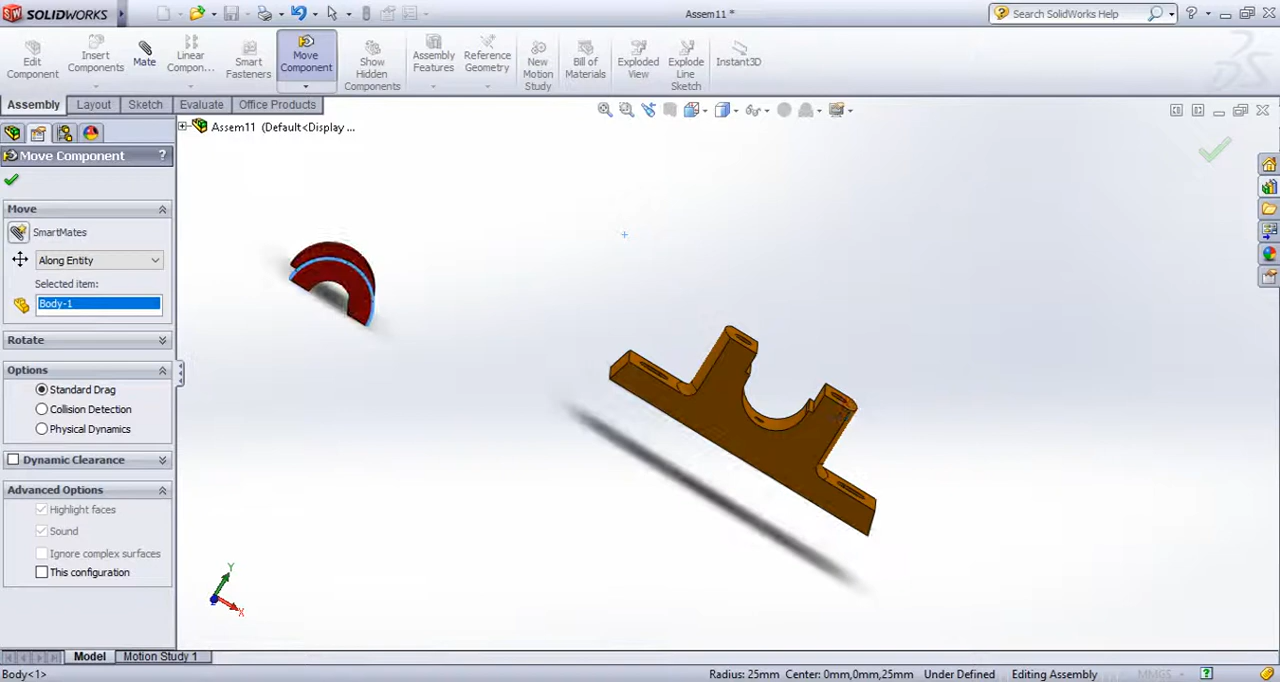 SOLIDWORKS
Assem11 *
Search SolidWorks Help
Edit Component
Insert Components
Mate
Linear Compon...
Smart Fasteners
Move Component
Show Hidden Components
Assembly Features
Reference Geometry
New Motion Study
Bill of Materials
Exploded View
Explode Line Sketch
Instant3D
Assembly
Layout
Sketch
Evaluate
Office Products
Assem11 (Default<Display ...
Move Component
?
Move
SmartMates
Along Entity
Selected item:
Body-1
Rotate
Options
Standard Drag
Collision Detection
Physical Dynamics
Dynamic Clearance
Advanced Options
Highlight faces
Sound
Ignore complex surfaces
This configuration
Y
X
Model
Motion Study 1
Body<1>
Radius: 25mm Center: 0mm,0mm,25mm
Under Defined
Editing Assembly
MMGS